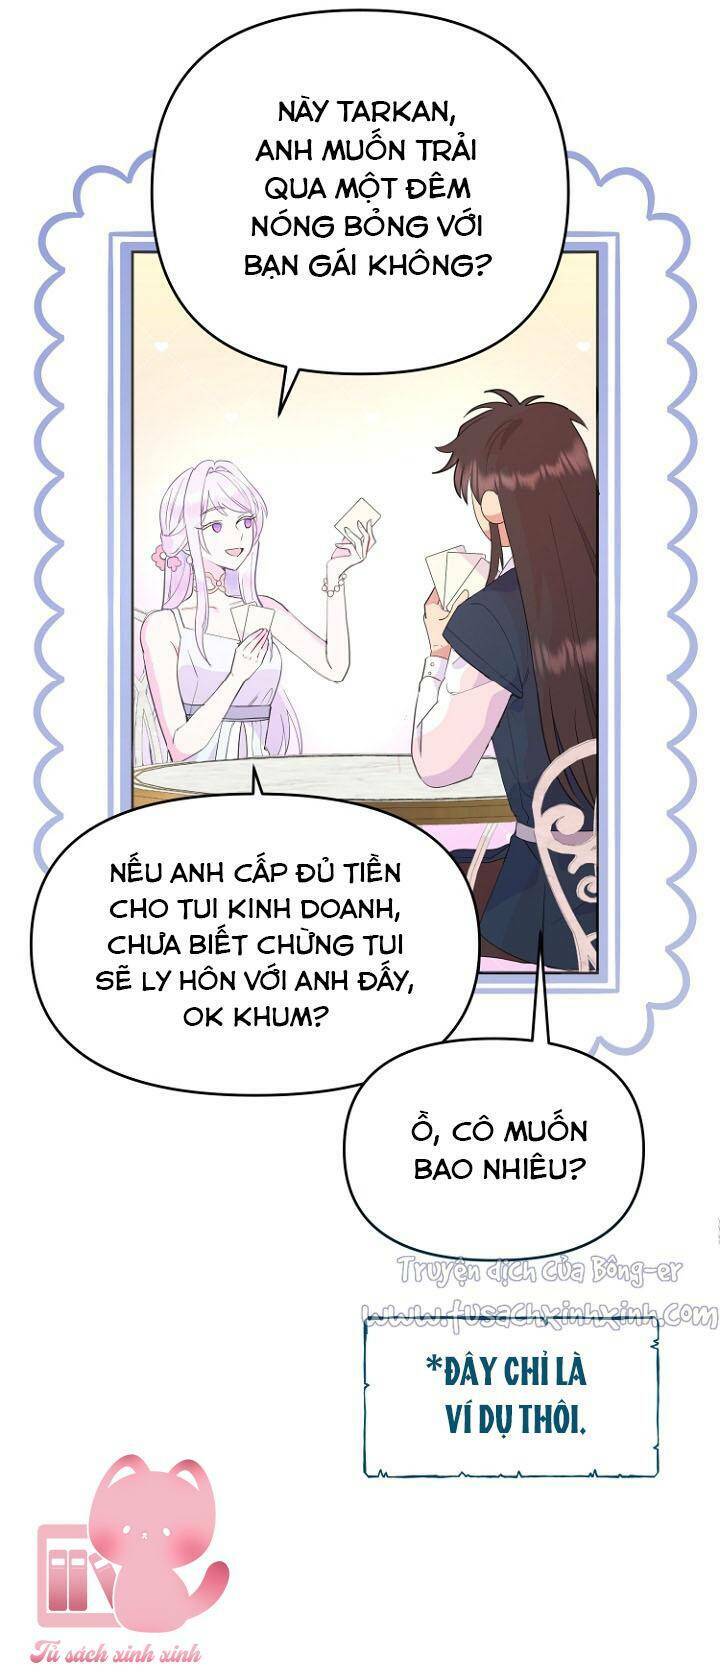 NÀY TARKAN,
ANH MUỐN TRẢI
QUA MỘT ĐÊM
NÓNG BỎNG VỚI
BẠN GÁI KHÔNG?
NẾU ANH CẤP ĐỦ TIỀN
CHO TUI KINH DOANH,
CHƯA BIẾT CHỪNG TUI
SẼ LY HÔN VỚI ANH ĐẤY,
OK KHUM?
Ồ, CÔ MUỐN
BAO NHIÊU?
Truyện dịch của Bông-er
www.tusachxinhxinh.com
*ĐÂY CHỈ LÀ
VÍ DỤ THÔI.
Tủ sách xinh xinh